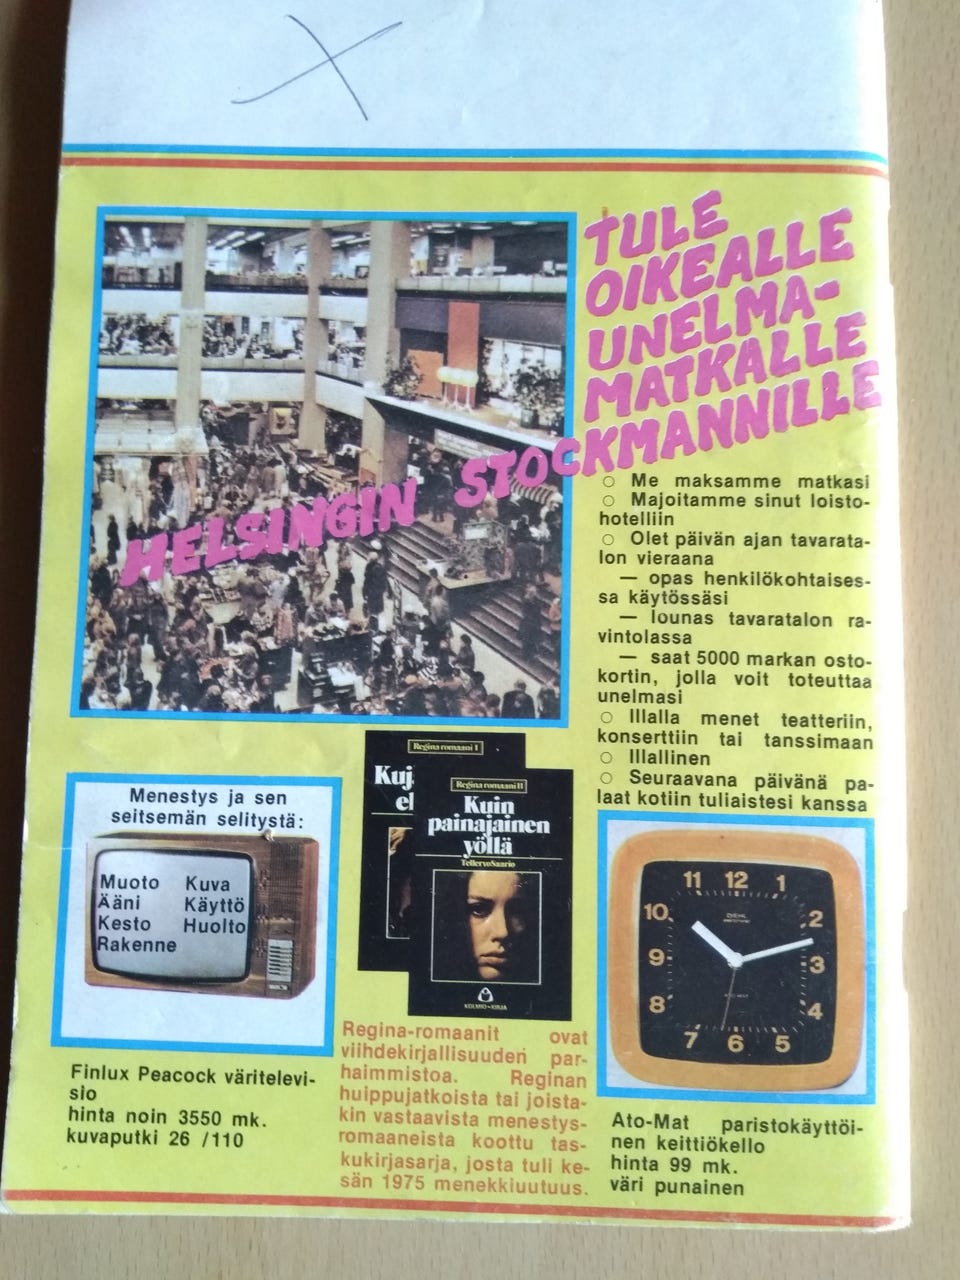 TULE
OIKEALLE
UNELMA-
MATKALLE
HELSINGIN STOCKMANNILLE
○ Me maksamme matkasi
○ Majoitamme sinut loisto-
hotelliin
○ Olet päivän ajan tavarata-
lon vieraana
— opas henkilökohtaises-
sa käytössäsi
— lounas tavaratalon ra-
vintolassa
— saat 5000 markan osto-
kortin, jolla voit toteuttaa
unelmasi
○ Illalla menet teatteriin,
konserttiin tai tanssimaan
○ Illallinen
○ Seuraavana päivänä pa-
laat kotiin tuliaistesi kanssa
Menestys ja sen
seitsemän selitystä:
Muoto Kuva
Ääni Käyttö
Kesto Huolto
Rakenne
Finlux Peacock väritelevi-
sio
hinta noin 3550 mk.
kuvaputki 26 /110
Regina romaani I
Regina romaani II
Kuin
painajainen
yöllä
Tellervo Saario
KOLMIO-KIRJA
Regina-romaanit ovat
viihdekirjallisuuden par-
haimmistoa. Reginan
huippujatkoista tai joista-
kin vastaavista menestys-
romaaneista koottu tas-
kukirjasarja, josta tuli ke-
sän 1975 menekkiuutuus.
11 12 1
10 2
9 3
8 4
7 6 5
DIEHL
Ato-Mat paristokäyttöi-
nen keittiökello
hinta 99 mk.
väri punainen